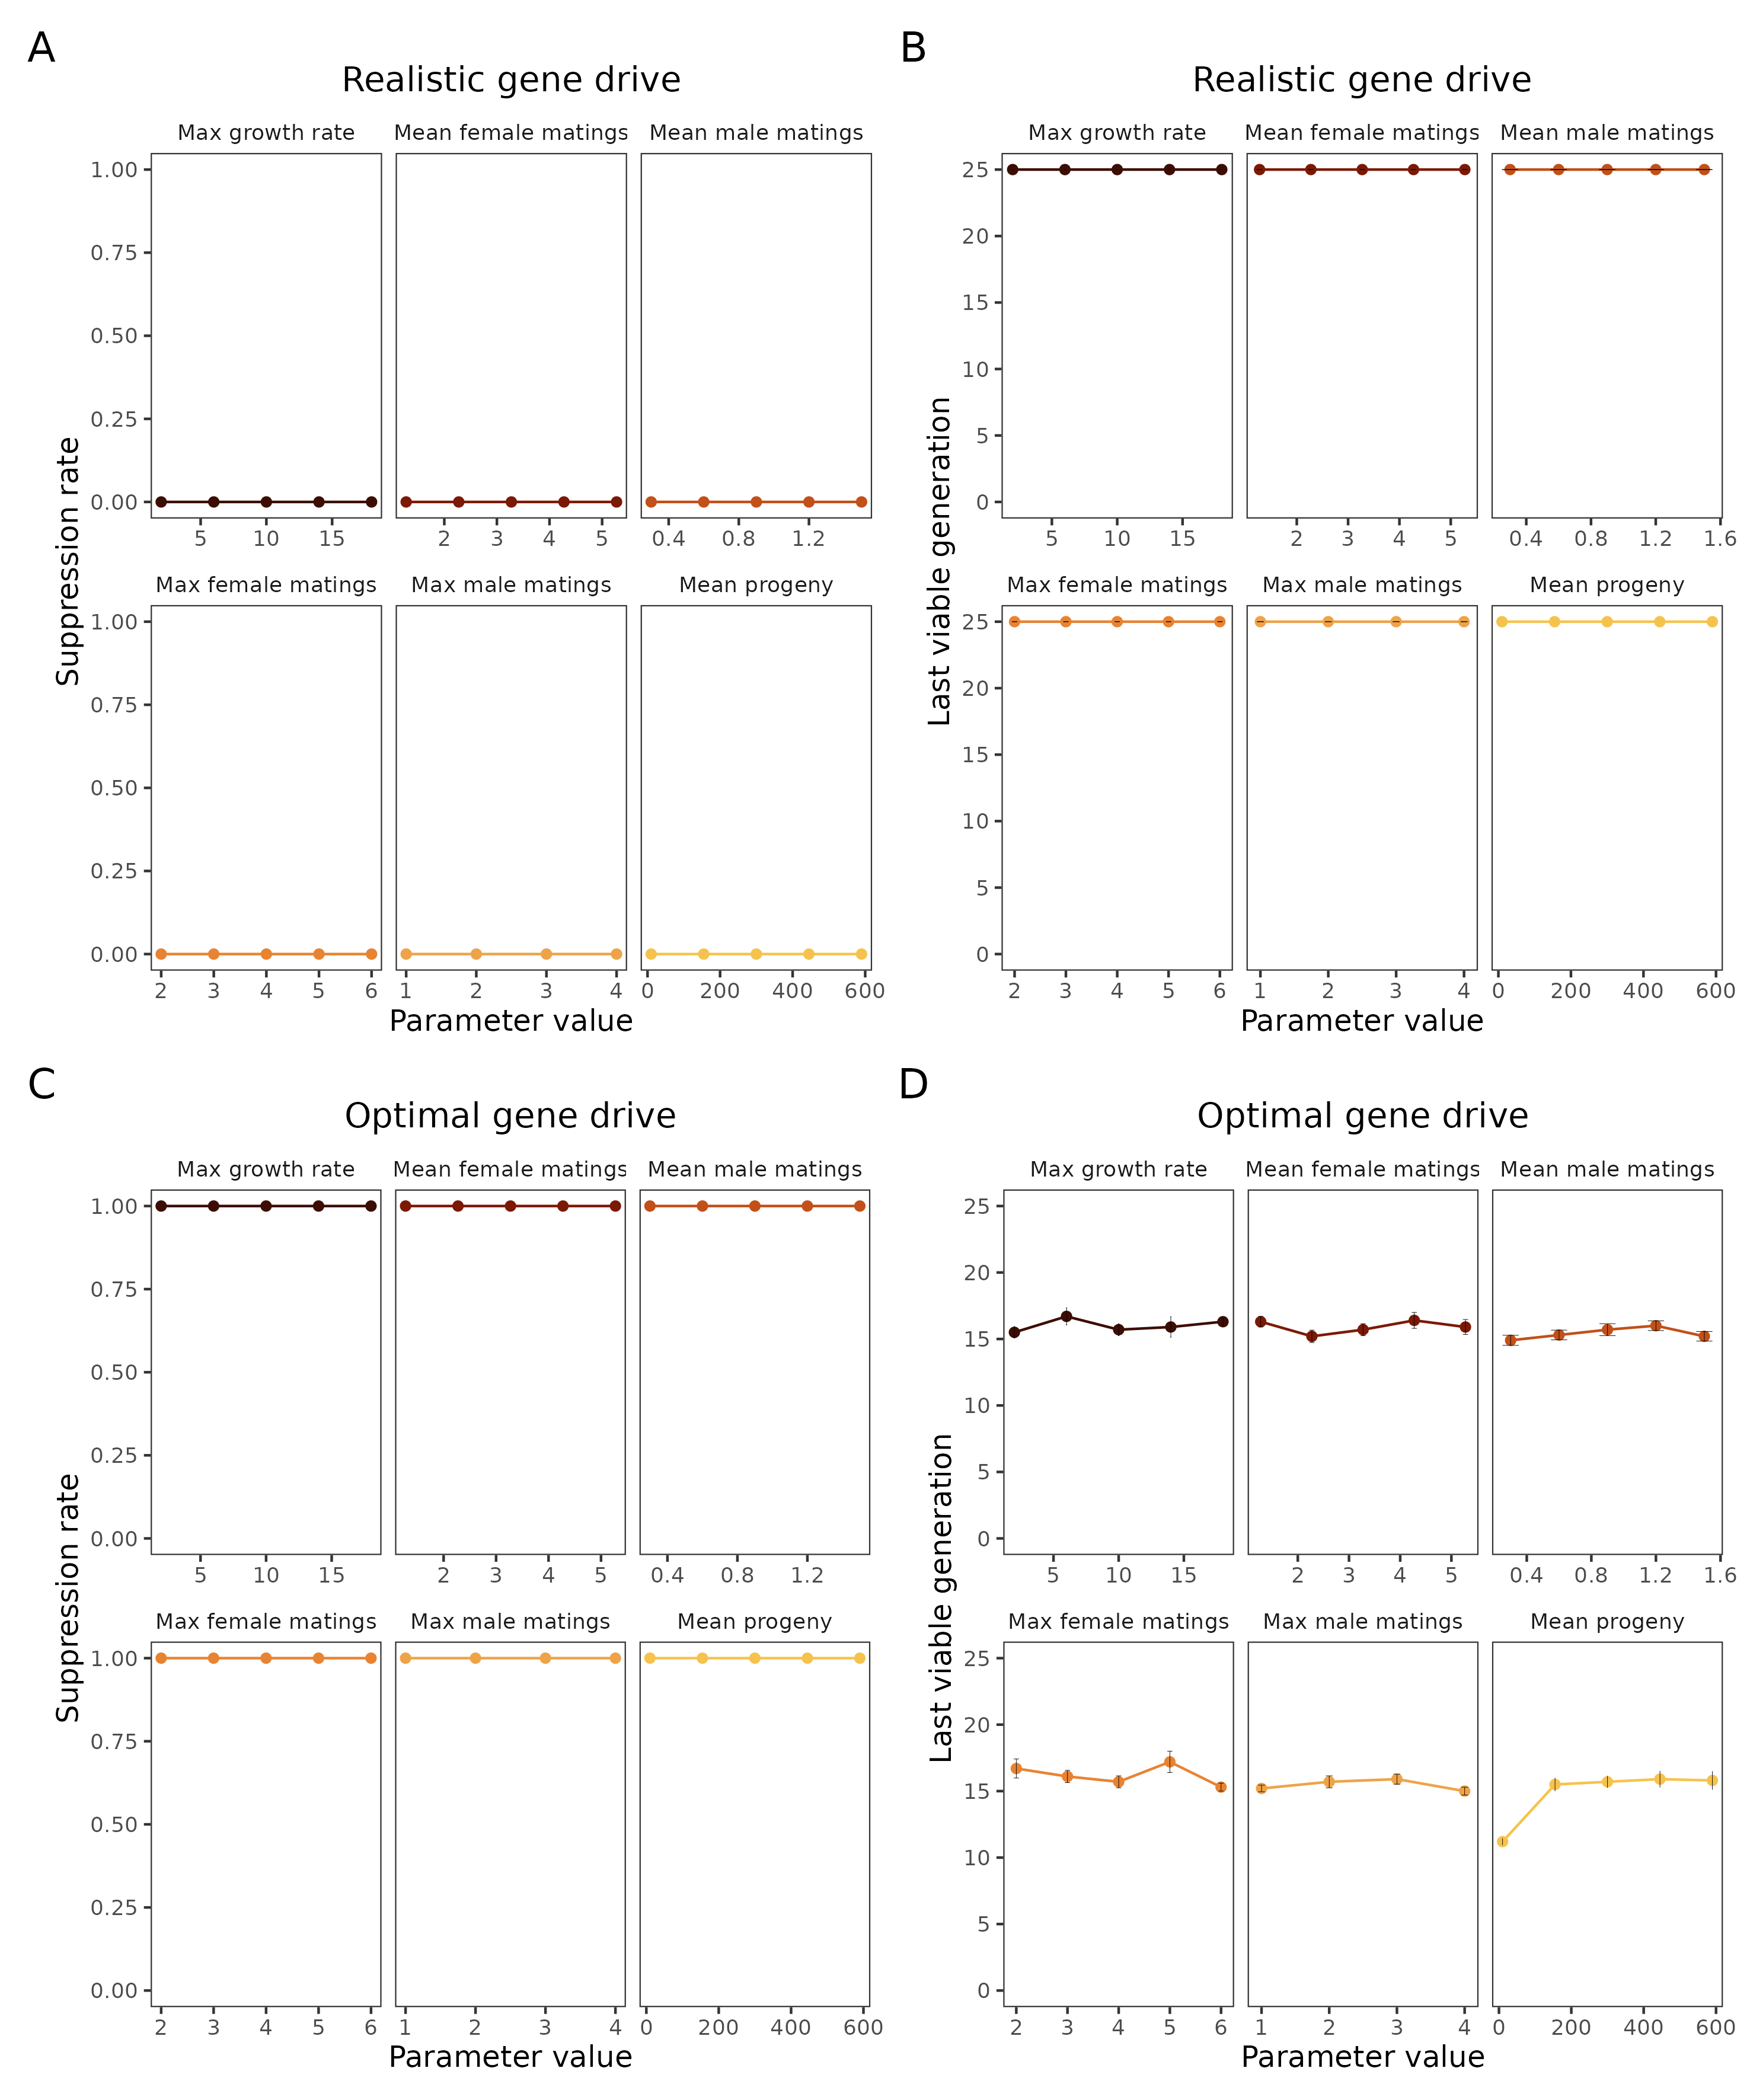 A
Realistic gene drive
Max growth rate Mean female matings Mean male matings
Suppression rate
1.00
0.75
0.50
0.25
0.00
5 10 15 2 3 4 5 0.4 0.8 1.2
Max female matings Max male matings Mean progeny
1.00
0.75
0.50
0.25
0.00
2 3 4 5 6 1 2 3 4 0 200 400 600
Parameter value
B
Realistic gene drive
Max growth rate Mean female matings Mean male matings
Last viable generation
25
20
15
10
5
0
5 10 15 2 3 4 5 0.4 0.8 1.2 1.6
Max female matings Max male matings Mean progeny
25
20
15
10
5
0
2 3 4 5 6 1 2 3 4 0 200 400 600
Parameter value
C
Optimal gene drive
Max growth rate Mean female matings Mean male matings
Suppression rate
1.00
0.75
0.50
0.25
0.00
5 10 15 2 3 4 5 0.4 0.8 1.2
Max female matings Max male matings Mean progeny
1.00
0.75
0.50
0.25
0.00
2 3 4 5 6 1 2 3 4 0 200 400 600
Parameter value
D
Optimal gene drive
Max growth rate Mean female matings Mean male matings
Last viable generation
25
20
15
10
5
0
5 10 15 2 3 4 5 0.4 0.8 1.2 1.6
Max female matings Max male matings Mean progeny
25
20
15
10
5
0
2 3 4 5 6 1 2 3 4 0 200 400 600
Parameter value